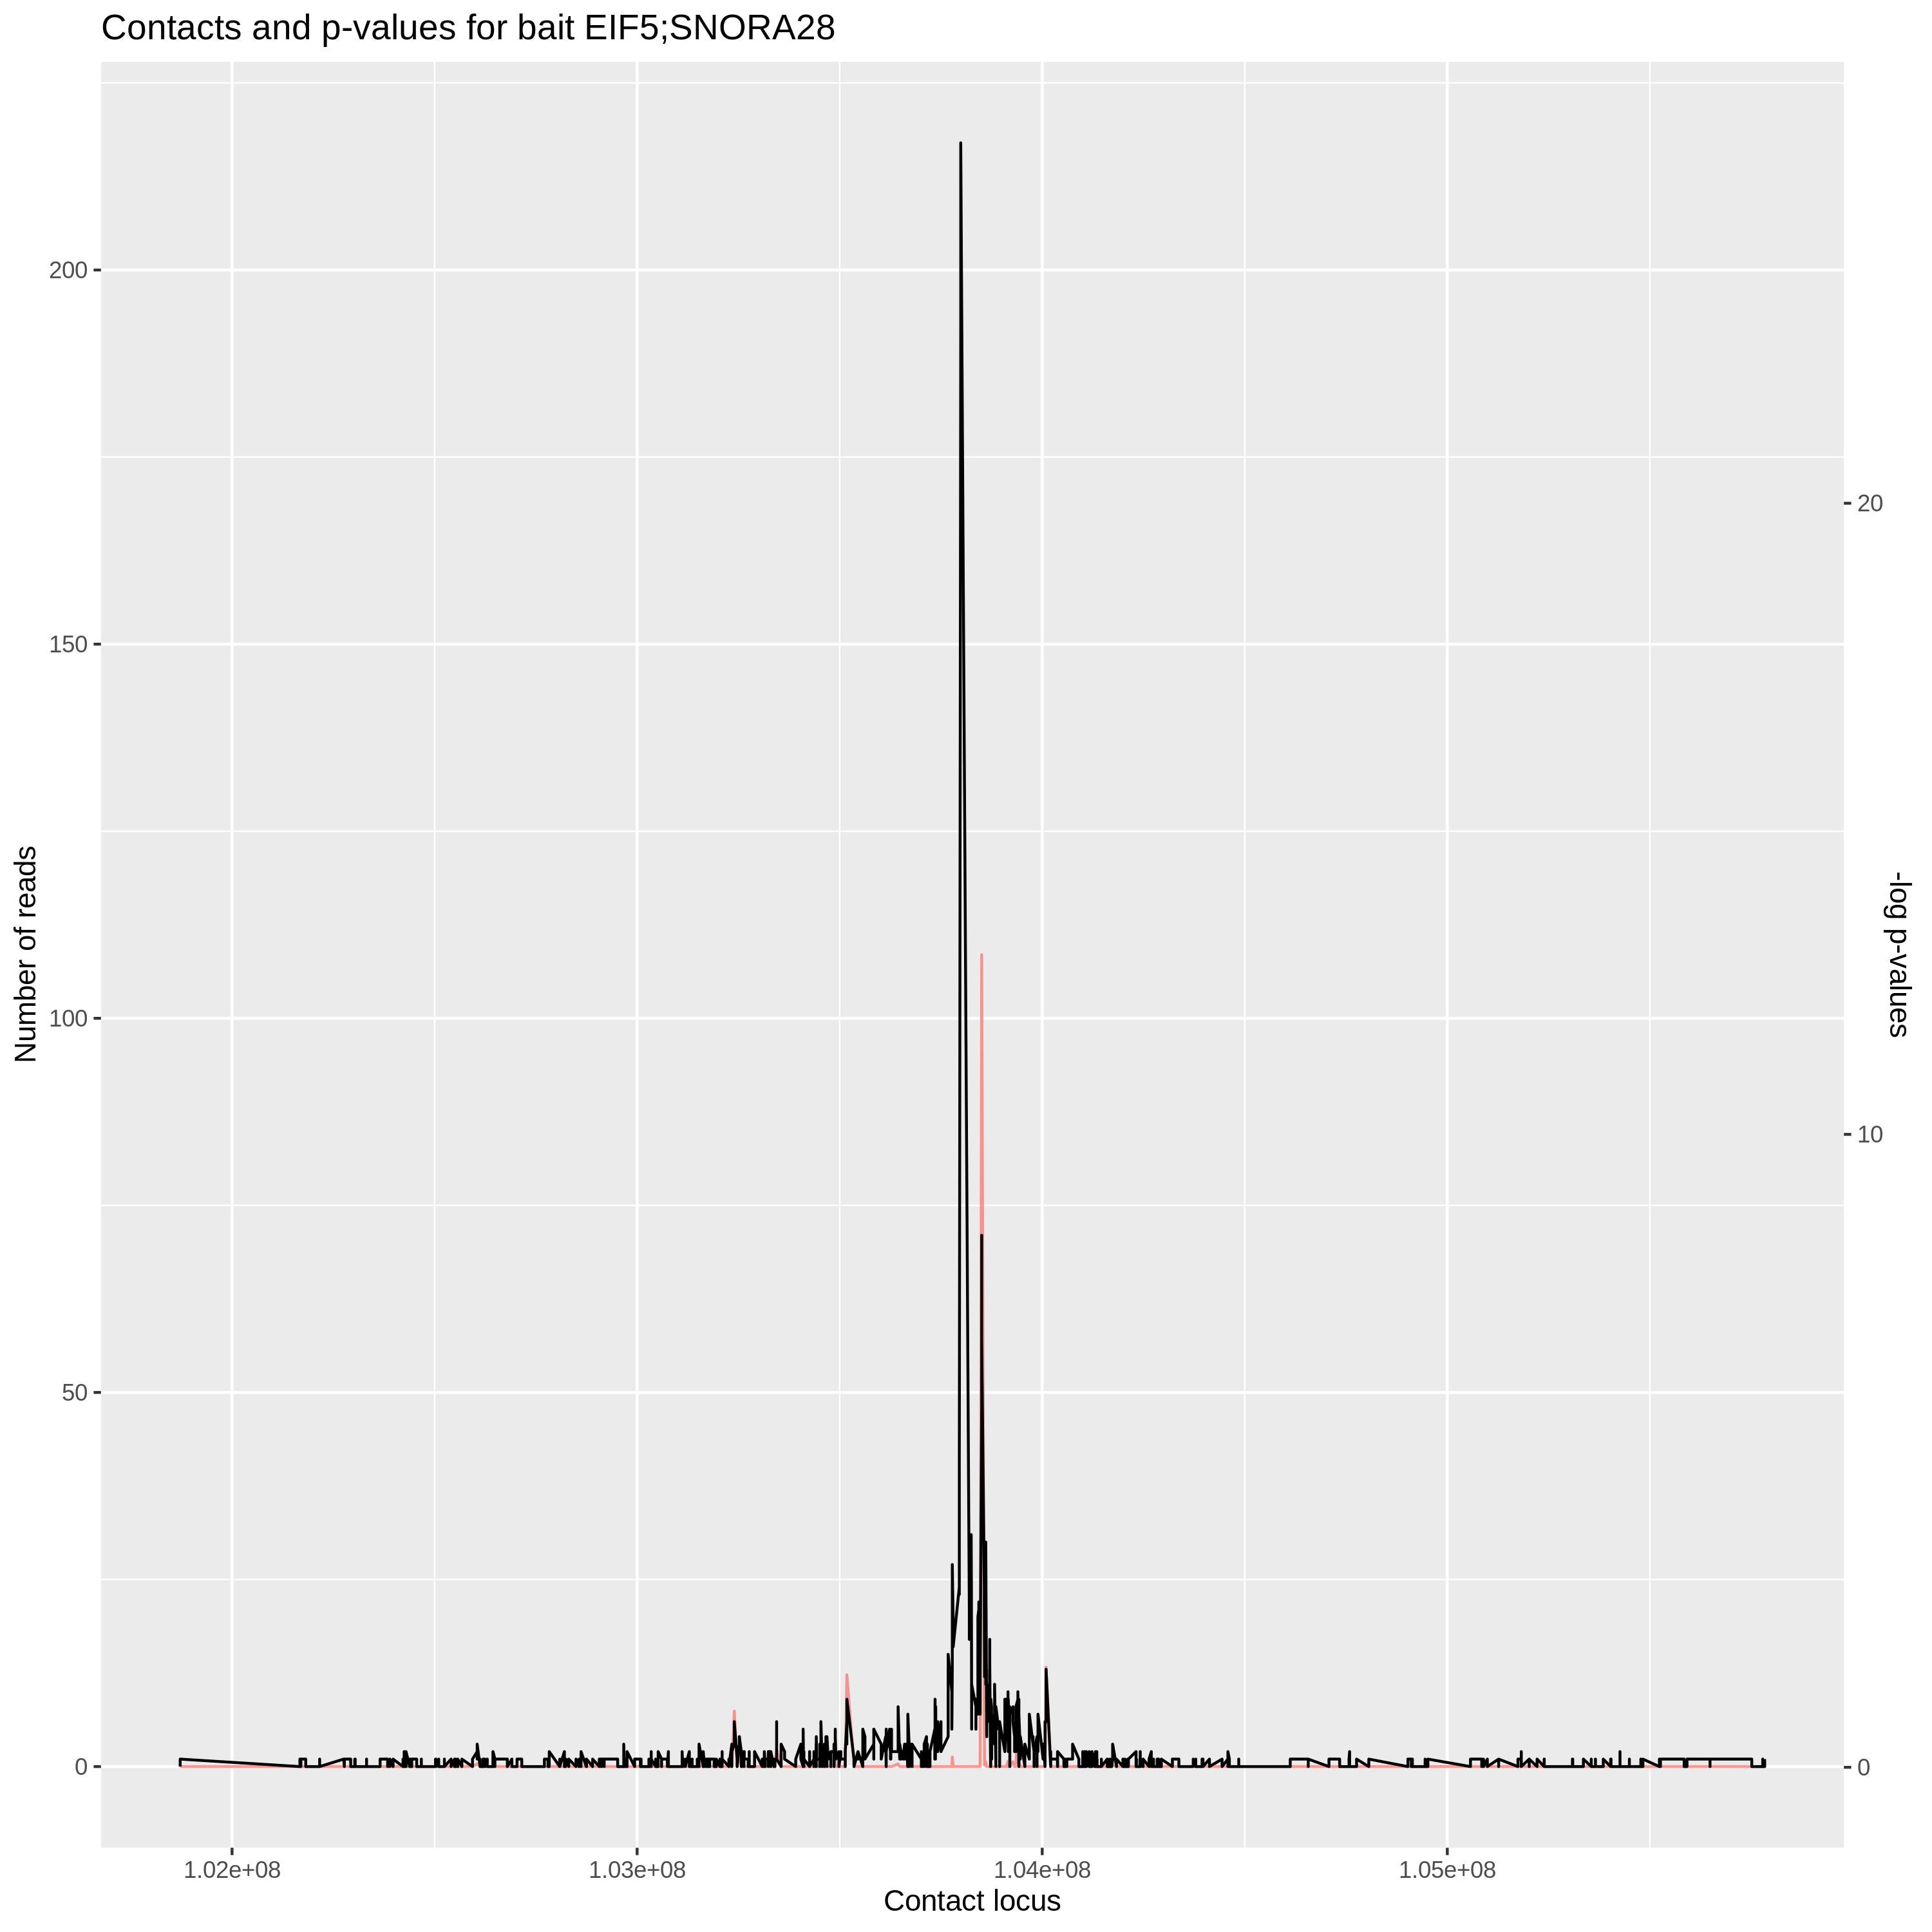 Contacts and p-values for bait EIF5;SNORA28
Number of reads
200
150
100
50
0
20
10
0
-log p-values
1.02e+08
1.03e+08
1.04e+08
1.05e+08
Contact locus